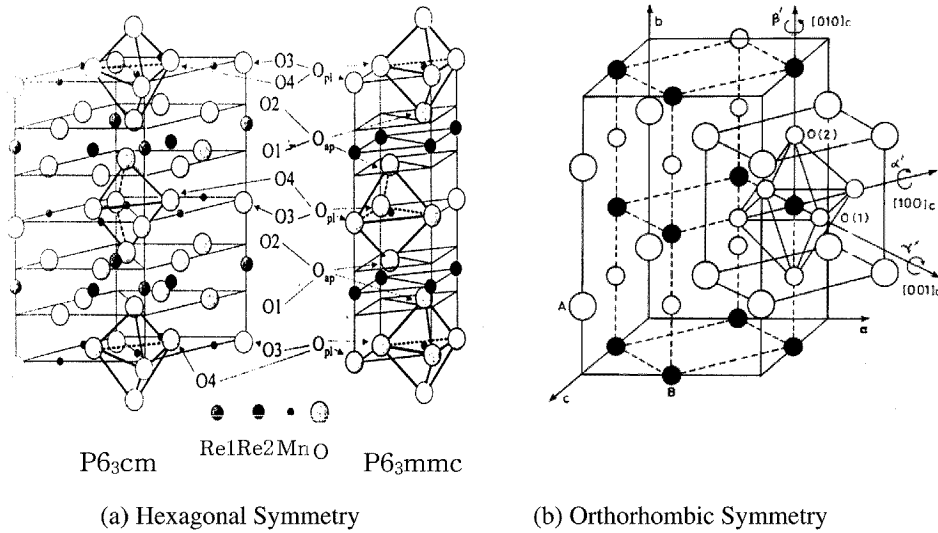 O3
O4
O2
O1
O4
O3
O2
O1
O3
O4
O_pl
O_ap
O_pl
O_ap
O_pl
Re1Re2MnO
P6₃cm
P6₃mmc
(a) Hexagonal Symmetry
b
β' [010]c
O(2)
α'
[100]c
O(1)
γ'
[001]c
A
a
c
B
(b) Orthorhombic Symmetry